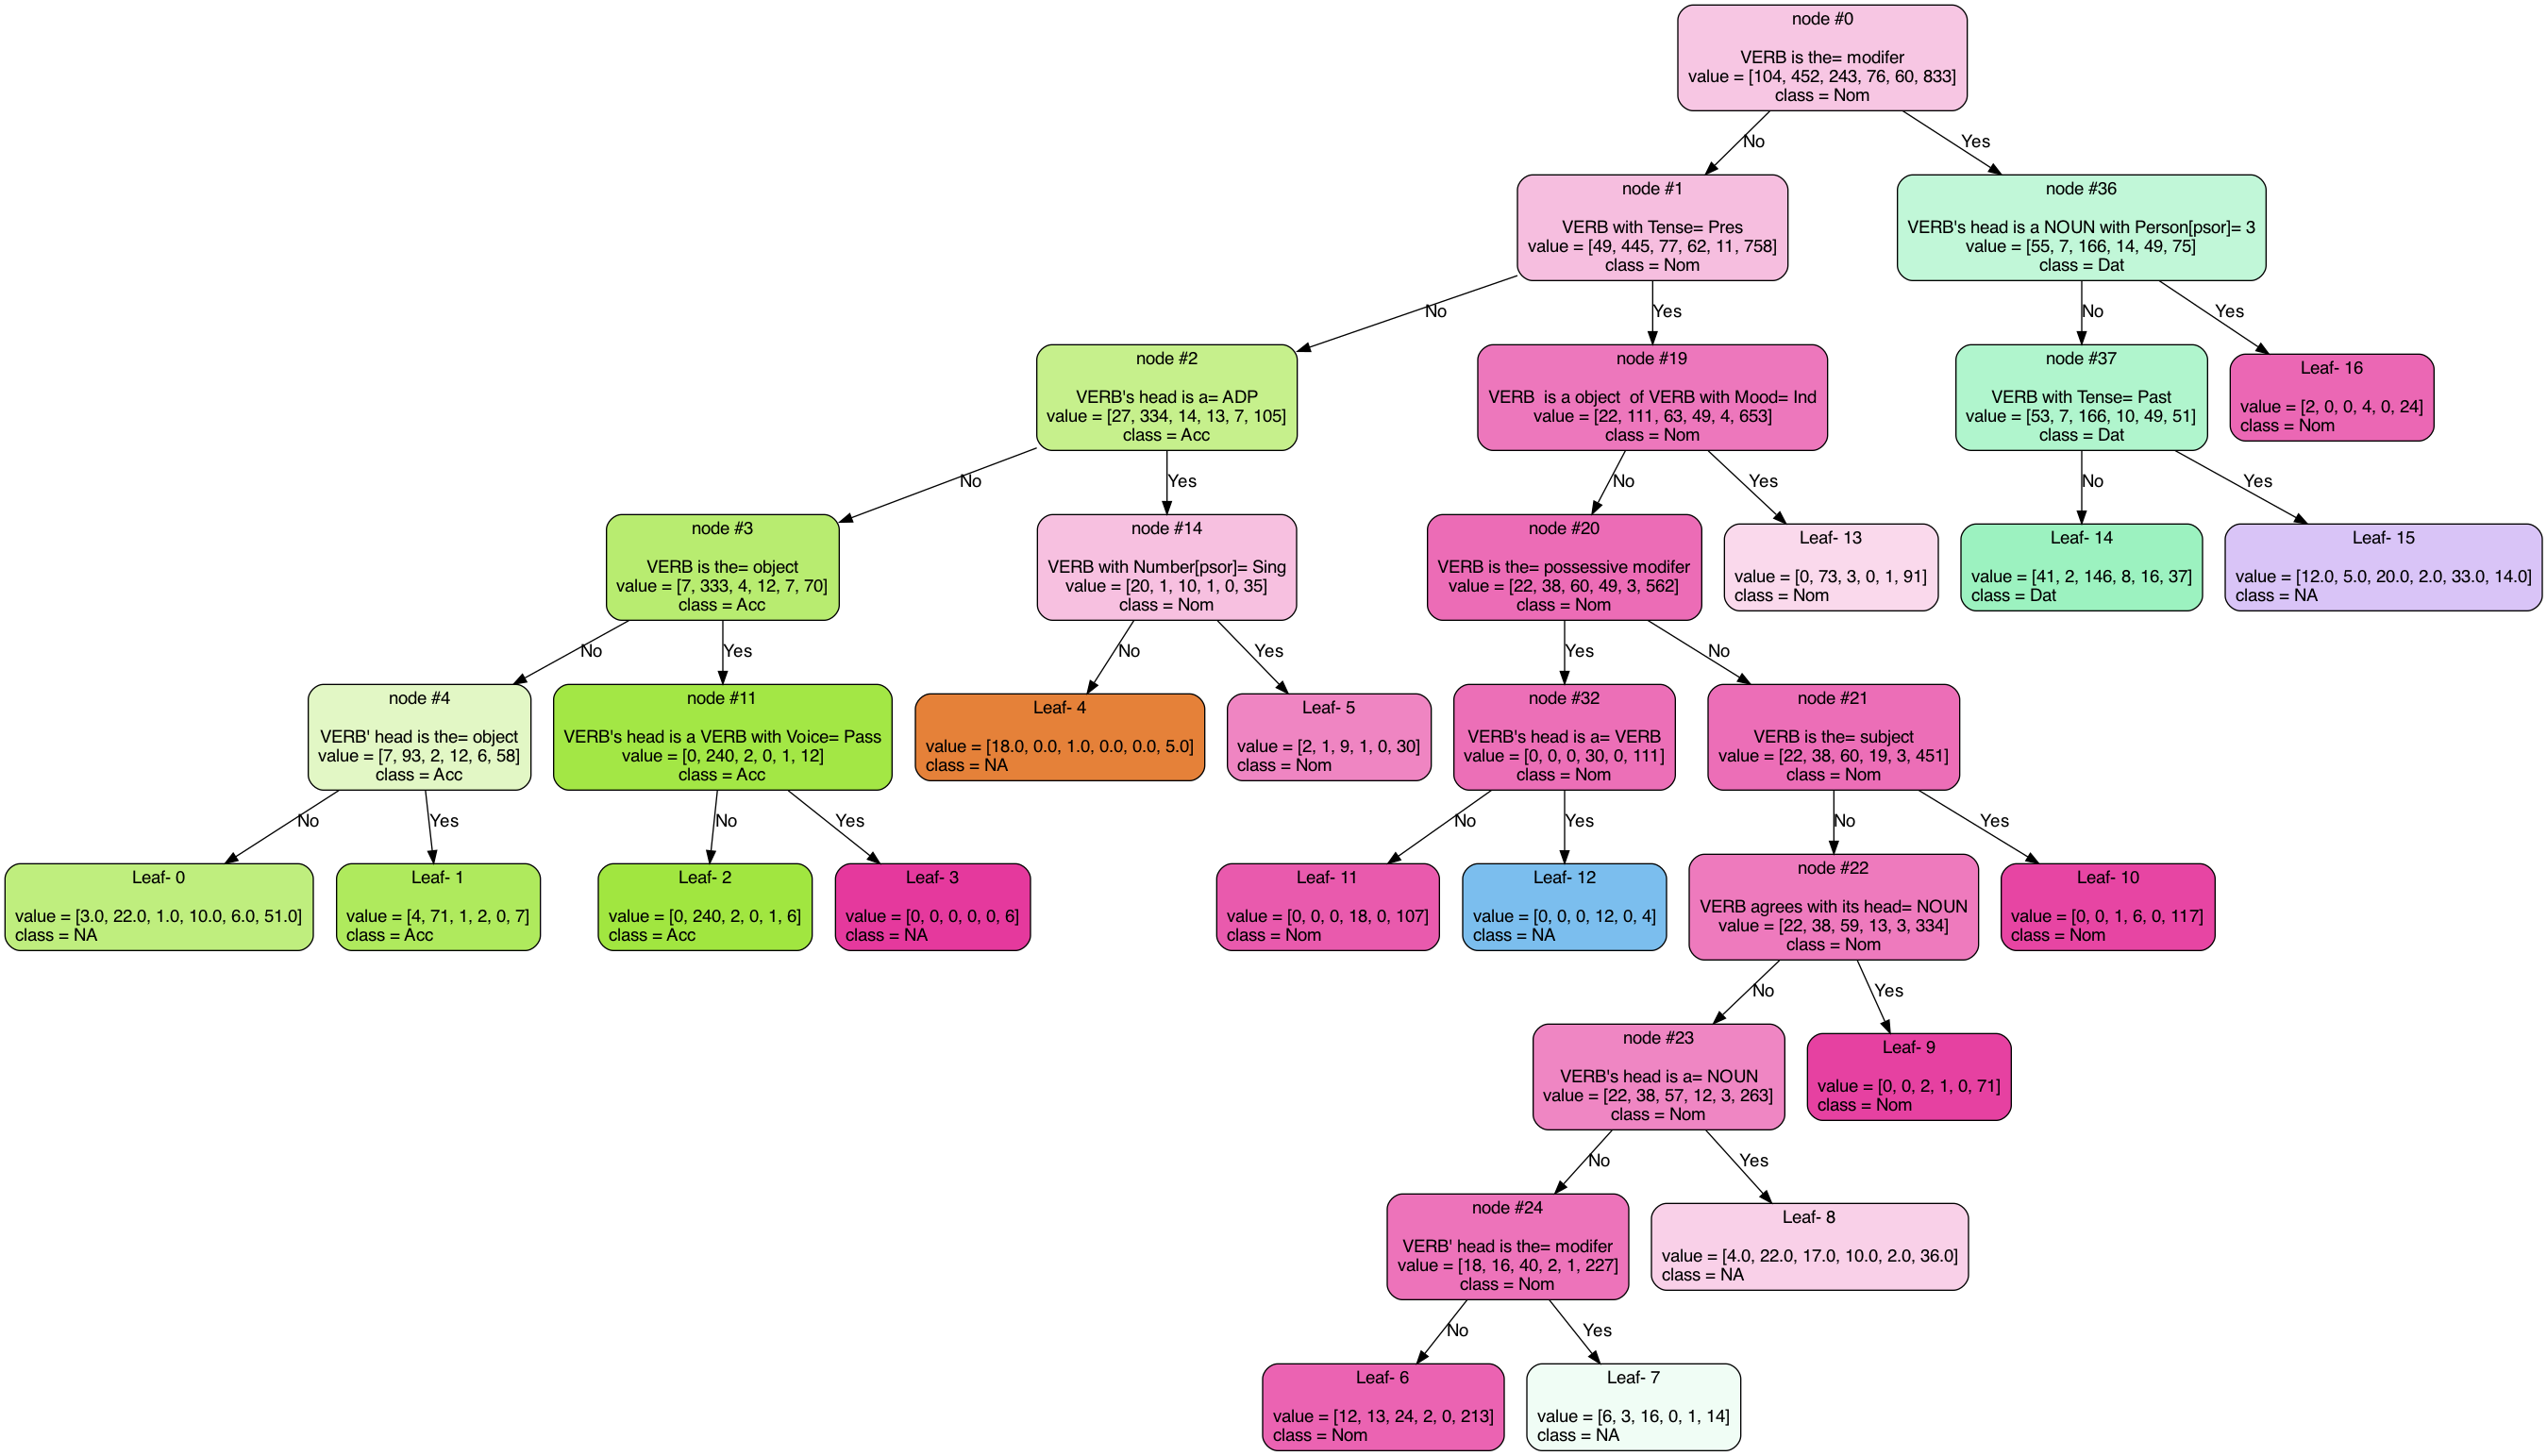 node #0
VERB is the= modifer
value = [104, 452, 243, 76, 60, 833]
class = Nom
No
Yes
node #1
VERB with Tense= Pres
value = [49, 445, 77, 62, 11, 758]
class = Nom
node #36
VERB's head is a NOUN with Person[psor]= 3
value = [55, 7, 166, 14, 49, 75]
class = Dat
No
Yes
No
Yes
node #2
VERB's head is a= ADP
value = [27, 334, 14, 13, 7, 105]
class = Acc
node #19
VERB  is a object  of VERB with Mood= Ind
value = [22, 111, 63, 49, 4, 653]
class = Nom
node #37
VERB with Tense= Past
value = [53, 7, 166, 10, 49, 51]
class = Dat
Leaf- 16
value = [2, 0, 0, 4, 0, 24]
class = Nom
No
Yes
No
Yes
No
Yes
node #3
VERB is the= object
value = [7, 333, 4, 12, 7, 70]
class = Acc
node #14
VERB with Number[psor]= Sing
value = [20, 1, 10, 1, 0, 35]
class = Nom
node #20
VERB is the= possessive modifer
value = [22, 38, 60, 49, 3, 562]
class = Nom
Leaf- 13
value = [0, 73, 3, 0, 1, 91]
class = Nom
Leaf- 14
value = [41, 2, 146, 8, 16, 37]
class = Dat
Leaf- 15
value = [12.0, 5.0, 20.0, 2.0, 33.0, 14.0]
class = NA
No
Yes
No
Yes
Yes
No
node #4
VERB' head is the= object
value = [7, 93, 2, 12, 6, 58]
class = Acc
node #11
VERB's head is a VERB with Voice= Pass
value = [0, 240, 2, 0, 1, 12]
class = Acc
Leaf- 4
value = [18.0, 0.0, 1.0, 0.0, 0.0, 5.0]
class = NA
Leaf- 5
value = [2, 1, 9, 1, 0, 30]
class = Nom
node #32
VERB's head is a= VERB
value = [0, 0, 0, 30, 0, 111]
class = Nom
node #21
VERB is the= subject
value = [22, 38, 60, 19, 3, 451]
class = Nom
No
Yes
No
Yes
No
Yes
No
Yes
Leaf- 0
value = [3.0, 22.0, 1.0, 10.0, 6.0, 51.0]
class = NA
Leaf- 1
value = [4, 71, 1, 2, 0, 7]
class = Acc
Leaf- 2
value = [0, 240, 2, 0, 1, 6]
class = Acc
Leaf- 3
value = [0, 0, 0, 0, 0, 6]
class = NA
Leaf- 11
value = [0, 0, 0, 18, 0, 107]
class = Nom
Leaf- 12
value = [0, 0, 0, 12, 0, 4]
class = NA
node #22
VERB agrees with its head= NOUN
value = [22, 38, 59, 13, 3, 334]
class = Nom
Leaf- 10
value = [0, 0, 1, 6, 0, 117]
class = Nom
No
Yes
node #23
VERB's head is a= NOUN
value = [22, 38, 57, 12, 3, 263]
class = Nom
Leaf- 9
value = [0, 0, 2, 1, 0, 71]
class = Nom
No
Yes
node #24
VERB' head is the= modifer
value = [18, 16, 40, 2, 1, 227]
class = Nom
Leaf- 8
value = [4.0, 22.0, 17.0, 10.0, 2.0, 36.0]
class = NA
No
Yes
Leaf- 6
value = [12, 13, 24, 2, 0, 213]
class = Nom
Leaf- 7
value = [6, 3, 16, 0, 1, 14]
class = NA